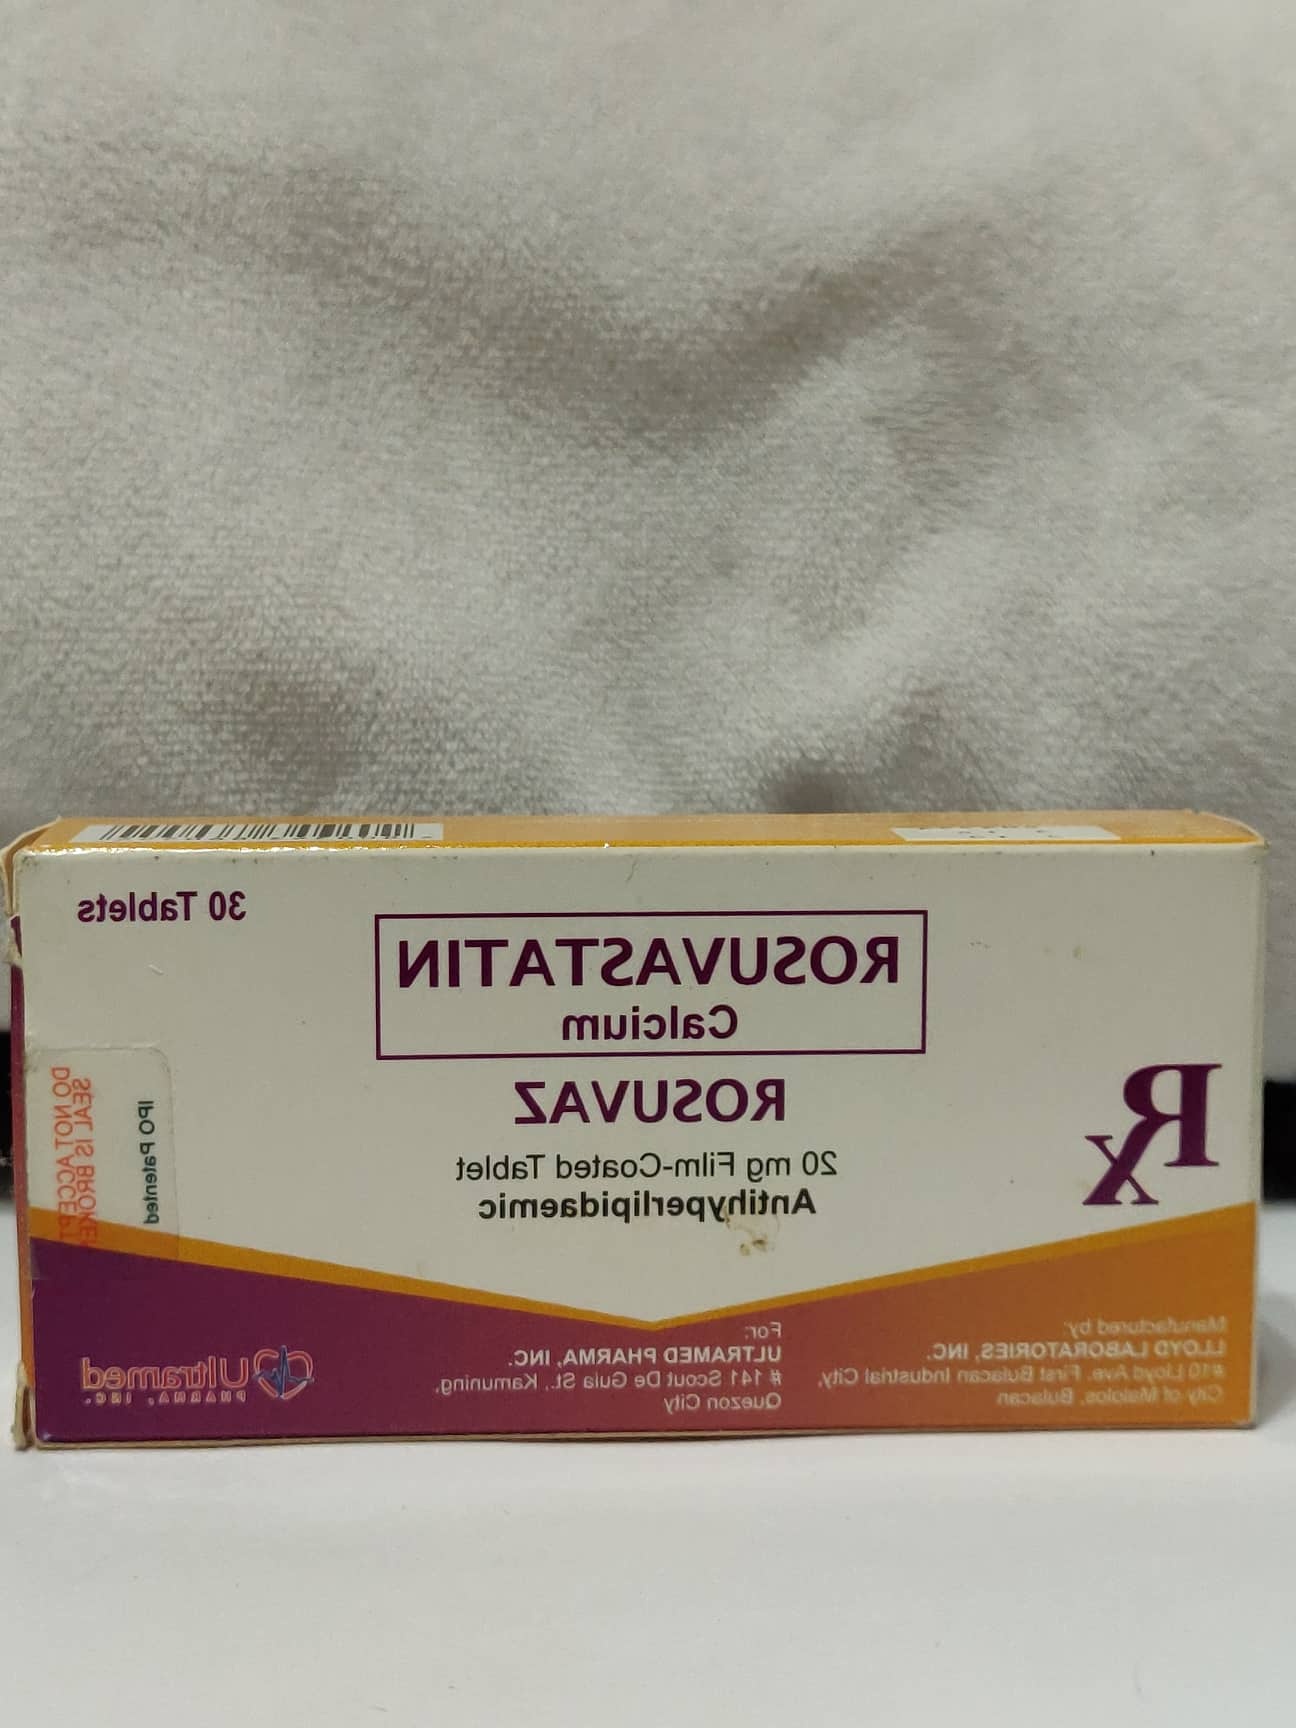 30 Tablets
ROSUVASTATIN
Calcium
ROSUVAZ
20 mg Film-Coated Tablet
Antihyperlipidaemic
Rx
IPO Patented
SEAL IS BROKEN
DO NOT ACCEPT
Manufactured by:
LLOYD LABORATORIES, INC.
#10 Lloyd Ave. First Bulacan Industrial City,
City of Malolos, Bulacan
For:
ULTRAMED PHARMA, INC.
# 141 Scout De Guia St., Kamuning,
Quezon City
Ultramed
PHARMA, INC.